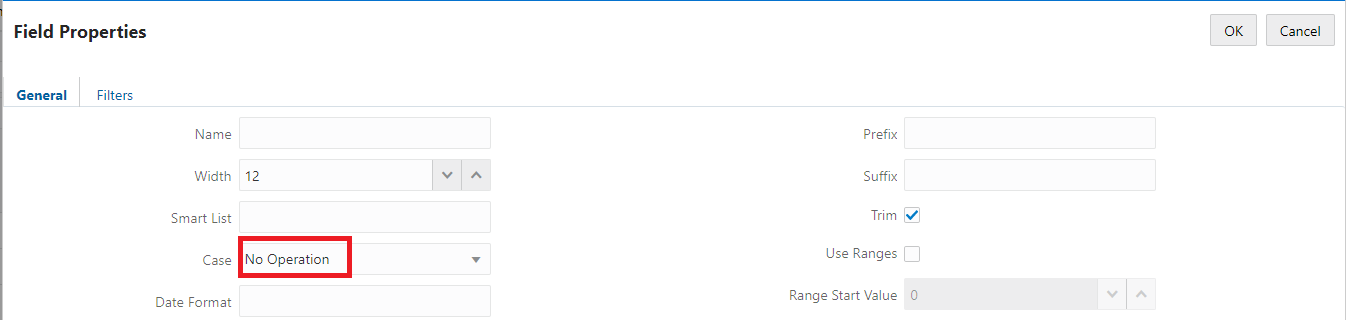 Field Properties
OK
Cancel
General
Filters
Name
Prefix
Width
12
Suffix
Smart List
Trim
Case
No Operation
Use Ranges
Date Format
Range Start Value
0